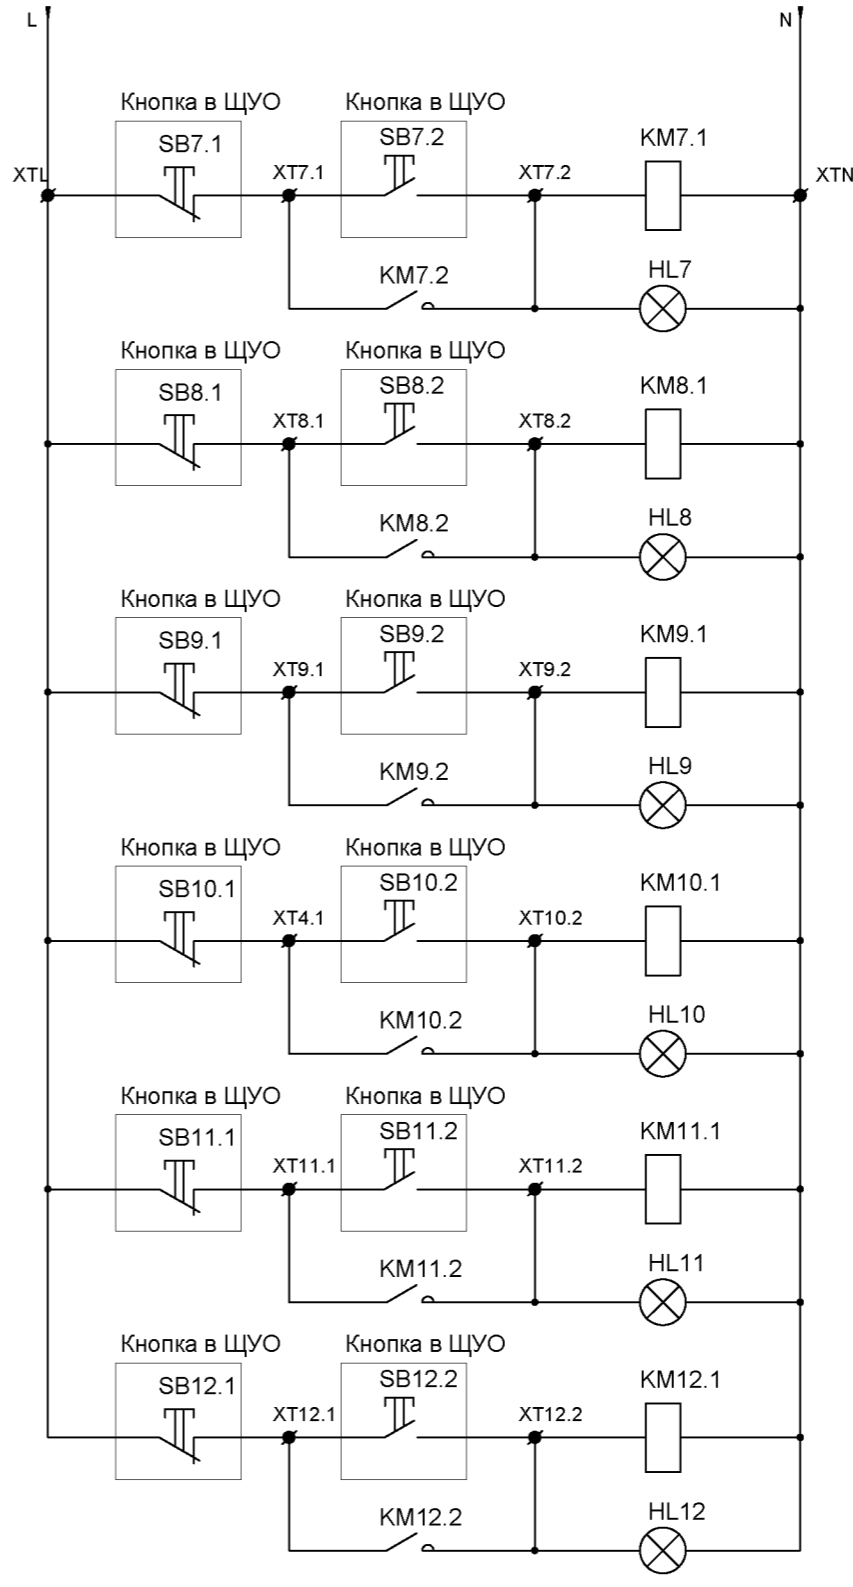 L
N
Кнопка в ЩУО
Кнопка в ЩУО
SB7.1
SB7.2
KM7.1
XTL
XT7.1
XT7.2
XTN
KM7.2
HL7
Кнопка в ЩУО
Кнопка в ЩУО
SB8.1
SB8.2
KM8.1
XT8.1
XT8.2
KM8.2
HL8
Кнопка в ЩУО
Кнопка в ЩУО
SB9.1
SB9.2
KM9.1
XT9.1
XT9.2
KM9.2
HL9
Кнопка в ЩУО
Кнопка в ЩУО
SB10.1
SB10.2
KM10.1
XT4.1
XT10.2
KM10.2
HL10
Кнопка в ЩУО
Кнопка в ЩУО
SB11.1
SB11.2
KM11.1
XT11.1
XT11.2
KM11.2
HL11
Кнопка в ЩУО
Кнопка в ЩУО
SB12.1
SB12.2
KM12.1
XT12.1
XT12.2
KM12.2
HL12